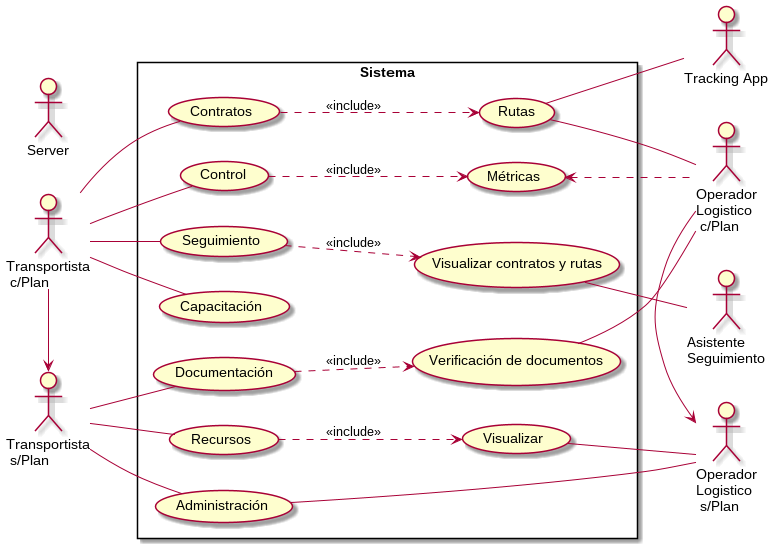 Sistema
Tracking App
Server
Contratos
«include»
Rutas
Control
«include»
Métricas
Operador
Logistico
c/Plan
Transportista
c/Plan
Seguimiento
«include»
Visualizar contratos y rutas
Capacitación
Asistente
Seguimiento
Documentación
«include»
Verificación de documentos
Transportista
s/Plan
Recursos
«include»
Visualizar
Operador
Logistico
s/Plan
Administración